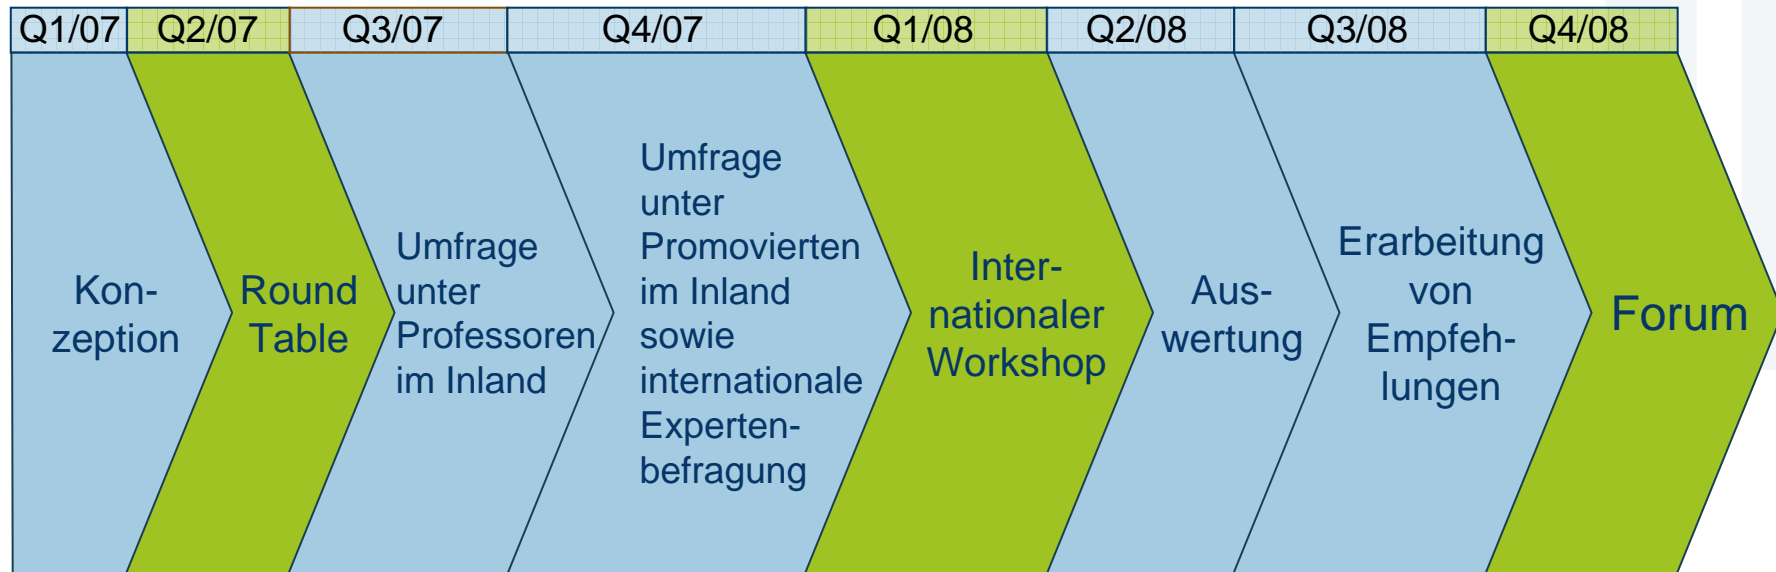 Q1/07 Q2/07 Q3/07 Q4/07 Q1/08 Q2/08 Q3/08 Q4/08
Kon-
zeption
Round
Table
Umfrage
unter
Professoren
im Inland
Umfrage
unter
Promovierten
im Inland
sowie
internationale
Experten-
befragung
Inter-
nationaler
Workshop
Aus-
wertung
Erarbeitung
von
Empfeh-
lungen
Forum